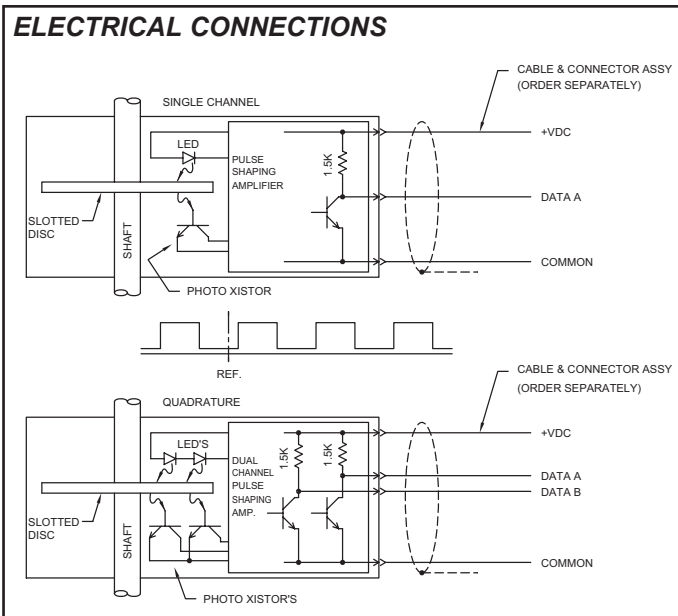 ELECTRICAL CONNECTIONS
CABLE & CONNECTOR ASSY
(ORDER SEPARATELY)
SINGLE CHANNEL
LED
PULSE
SHAPING
AMPLIFIER
1.5K
+VDC
DATA A
COMMON
SLOTTED
DISC
SHAFT
PHOTO XISTOR
REF.
CABLE & CONNECTOR ASSY
(ORDER SEPARATELY)
QUADRATURE
LED'S
DUAL
CHANNEL
PULSE
SHAPING
AMP.
1.5K
1.5K
+VDC
DATA A
DATA B
COMMON
SLOTTED
DISC
SHAFT
PHOTO XISTOR'S